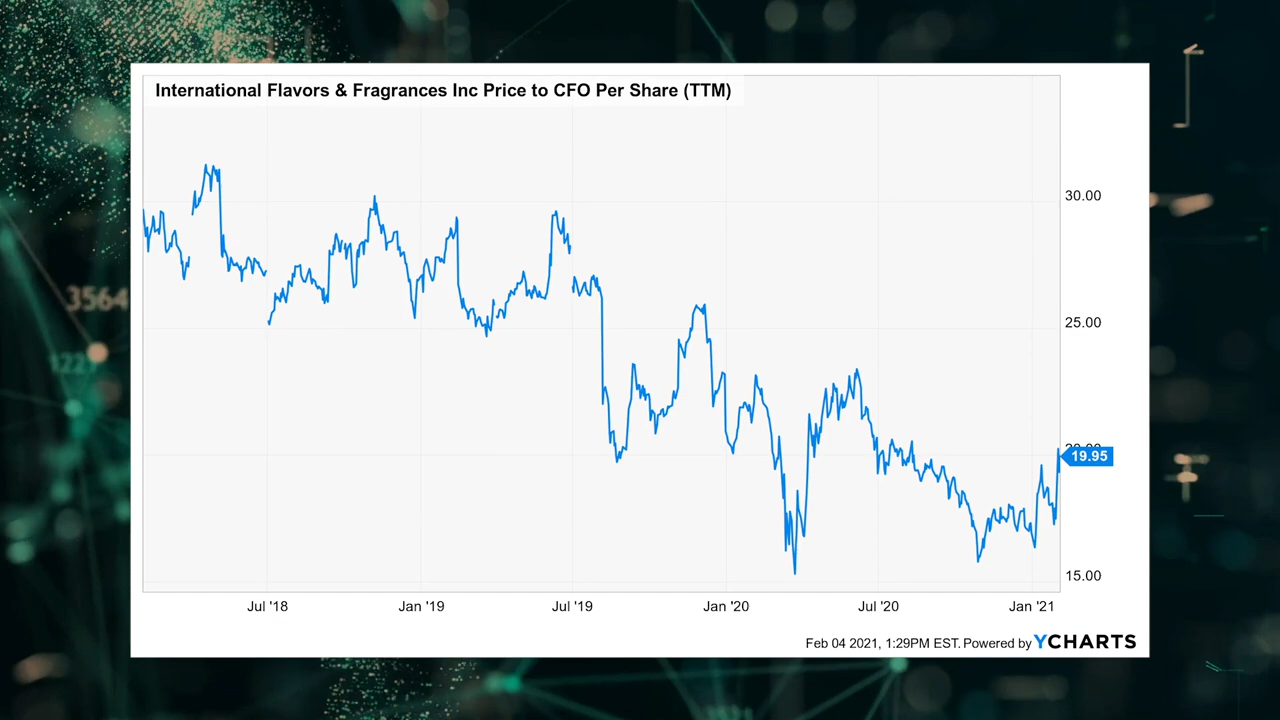 International Flavors & Fragrances Inc Price to CFO Per Share (TTM)
30.00
25.00
19.95
15.00
Jul '18
Jan '19
Jul '19
Jan '20
Jul '20
Jan '21
Feb 04 2021, 1:29PM EST. Powered by YCHARTS
3564